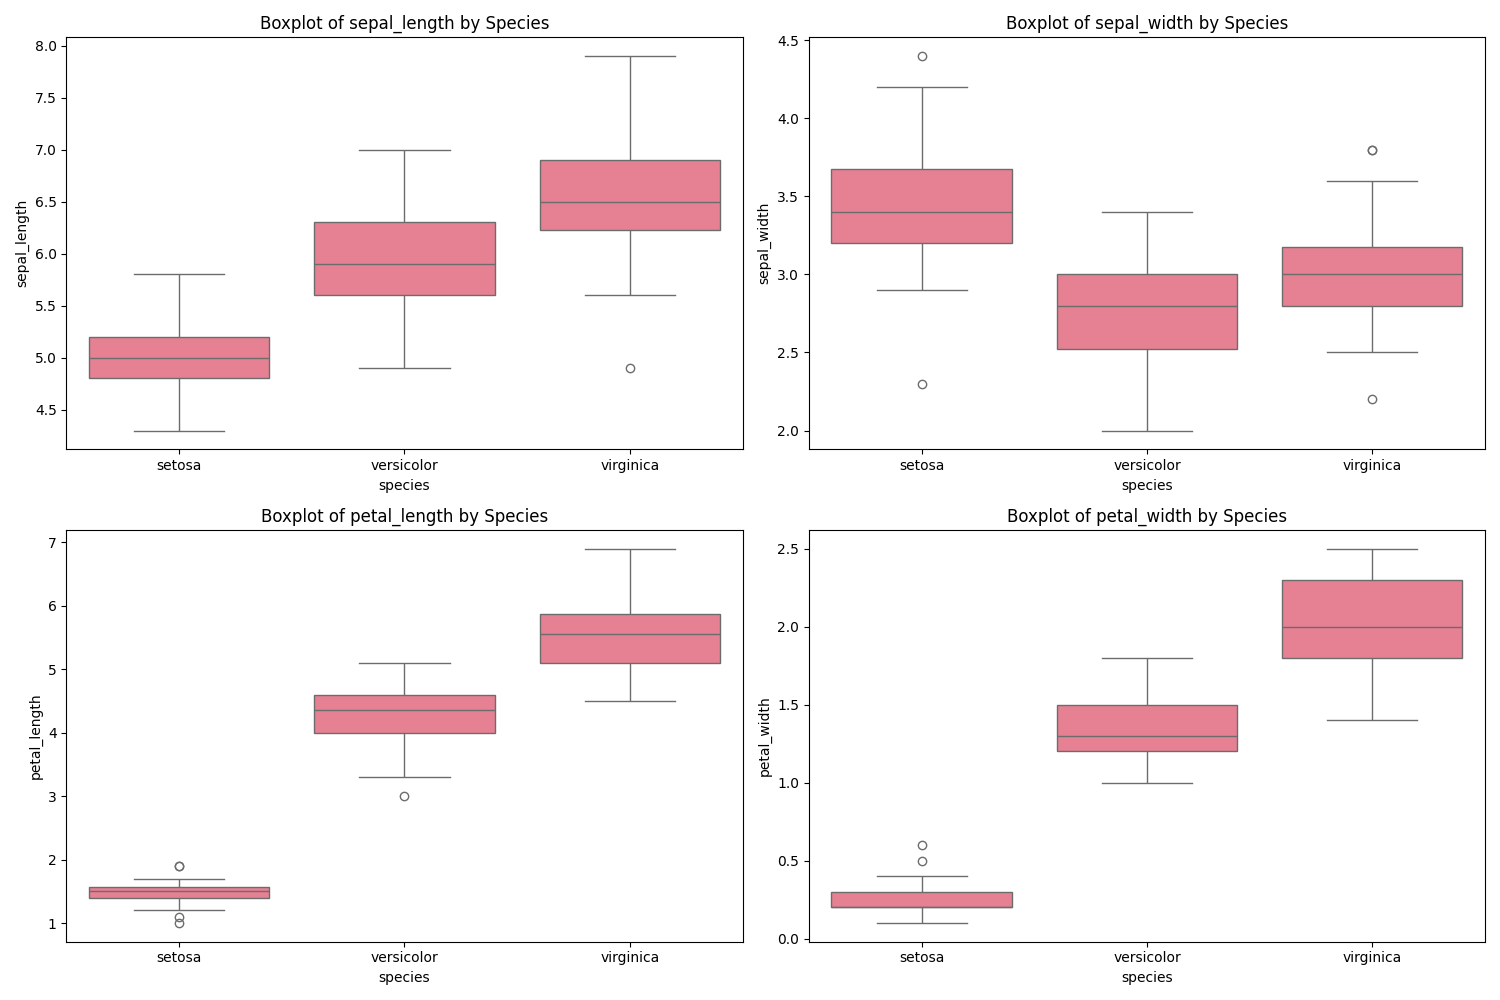 Boxplot of sepal_length by Species
8.0
7.5
7.0
6.5
6.0
5.5
5.0
4.5
sepal_length
setosa versicolor virginica
species
Boxplot of sepal_width by Species
4.5
4.0
3.5
3.0
2.5
2.0
sepal_width
setosa versicolor virginica
species
Boxplot of petal_length by Species
7
6
5
4
3
2
1
petal_length
setosa versicolor virginica
species
Boxplot of petal_width by Species
2.5
2.0
1.5
1.0
0.5
0.0
petal_width
setosa versicolor virginica
species